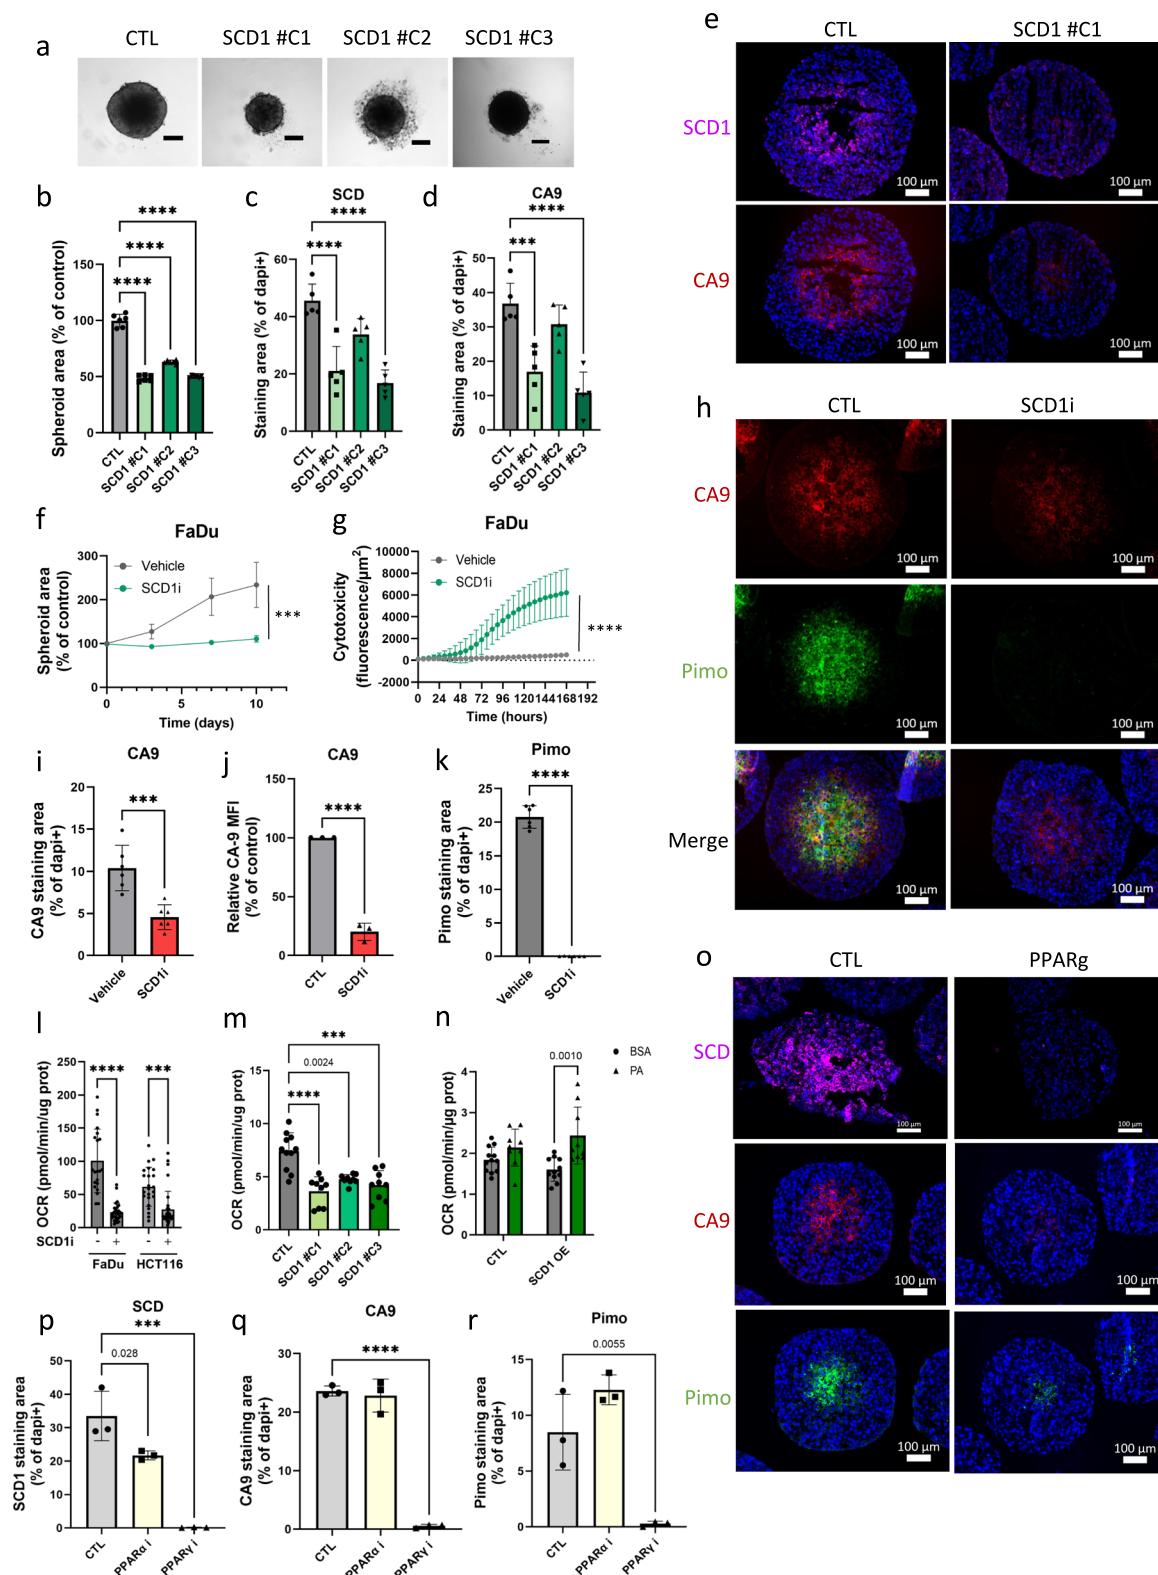 a
CTL SCD1 #C1 SCD1 #C2 SCD1 #C3
b
Spheroid area (% of control)
150
100
50
0
****
****
****
CTL
SCD1 #C1
SCD1 #C2
SCD1 #C3
c
SCD
Staining area (% of dapi+)
60
40
20
0
****
****
CTL
SCD1 #C1
SCD1 #C2
SCD1 #C3
d
CA9
Staining area (% of dapi+)
50
40
30
20
10
0
****
***
CTL
SCD1 #C1
SCD1 #C2
SCD1 #C3
e
CTL SCD1 #C1
SCD1
100 µm 100 µm
CA9
100 µm 100 µm
f
FaDu
Spheroid area
(% of control)
300
200
100
0
Vehicle
SCD1i
***
0 5 10
Time (days)
g
FaDu
Cytotoxicity
(fluorescence/µm²)
10000
8000
6000
4000
2000
0
-2000
Vehicle
SCD1i
****
0 24 48 72 96 120 144 168 192
Time (hours)
h
CTL SCD1i
CA9
100 µm 100 µm
Pimo
100 µm 100 µm
Merge
100 µm 100 µm
i
CA9
CA9 staining area
(% of dapi+)
20
15
10
5
0
***
Vehicle
SCD1i
j
CA9
Relative CA-9 MFI
(% of control)
150
100
50
0
****
CTL
SCD1i
k
Pimo
Pimo staining area
(% of dapi+)
25
20
15
10
5
0
****
Vehicle
SCD1i
l
OCR (pmol/min/ug prot)
250
200
150
100
50
0
**** ***
SCD1i - + - +
FaDu HCT116
m
OCR (pmol/min/ug prot)
15
10
5
0
***
0.0024
****
CTL
SCD1 #C1
SCD1 #C2
SCD1 #C3
n
OCR (pmol/min/µg prot)
4
3
2
1
0
0.0010
BSA
PA
CTL
SCD1 OE
o
CTL PPARg
SCD
100 µm 100 µm
CA9
100 µm 100 µm
Pimo
100 µm 100 µm
p
SCD
SCD1 staining area
(% of dapi+)
50
40
30
20
10
0
***
0.028
CTL
PPARα i
PPARγ i
q
CA9
CA9 staining area
(% of dapi+)
30
20
10
0
****
CTL
PPARα i
PPARγ i
r
Pimo
Pimo staining area
(% of dapi+)
15
10
5
0
0.0055
CTL
PPARα i
PPARγ i